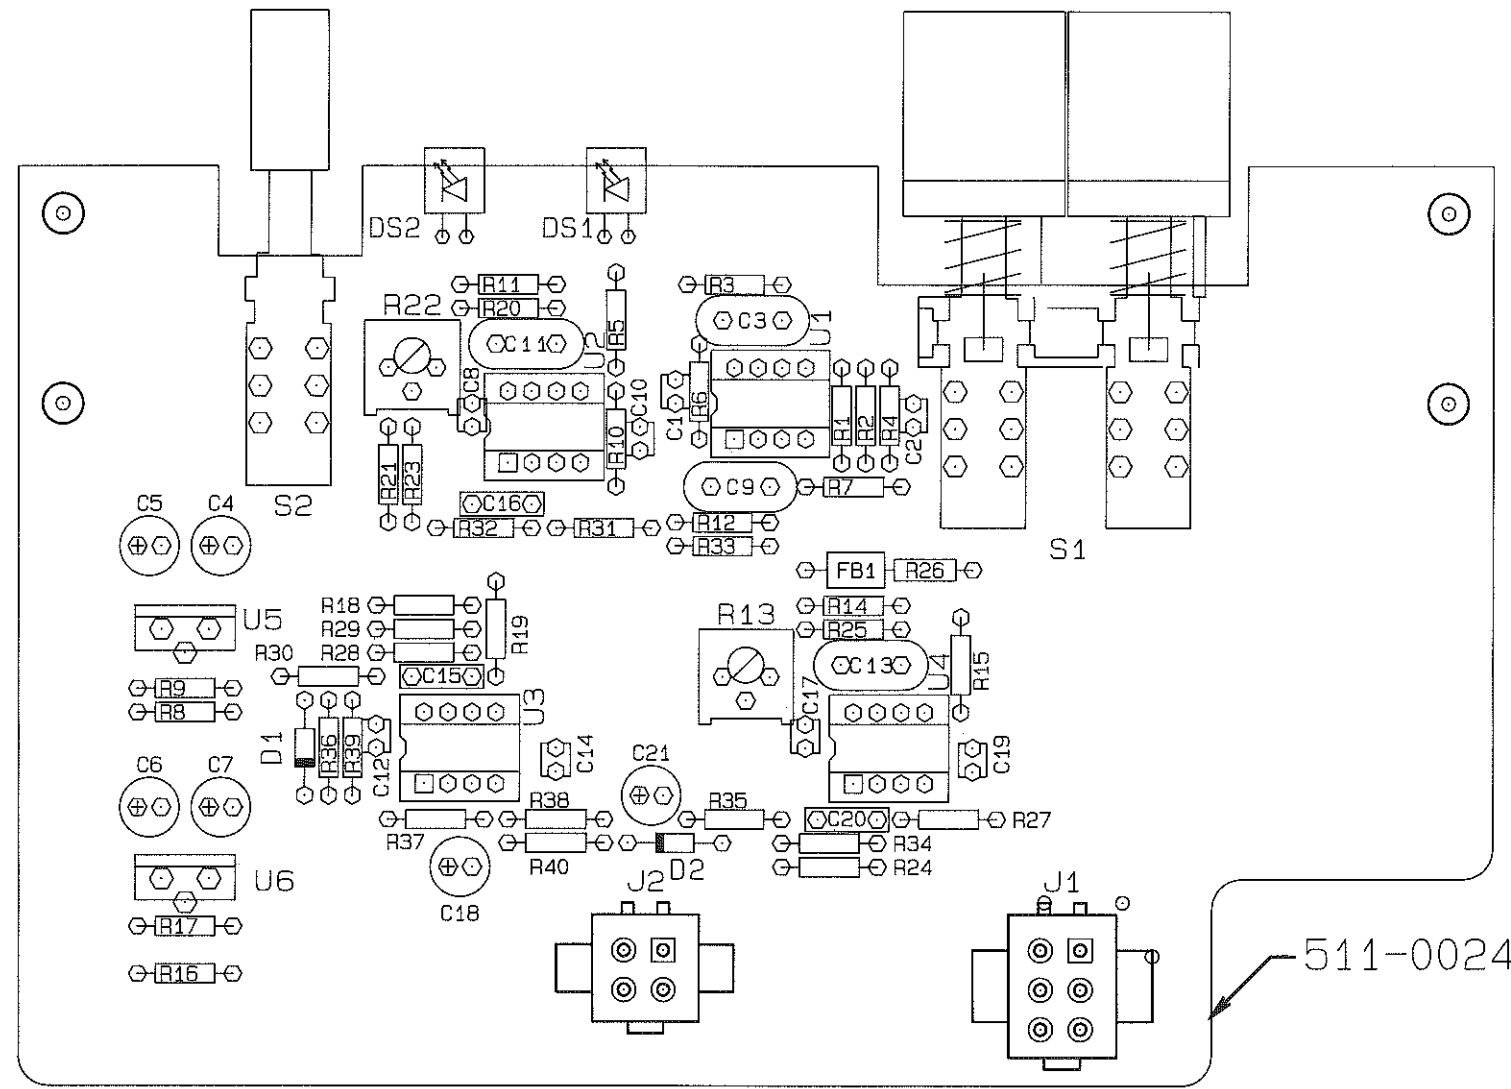 DS2
DS1
R11
R3
R22
R20
R5
C3
U1
C11
U2
C8
C10
C1
R6
R1
R2
R4
C2
R10
R21
R23
C9
R7
S2
C16
C5
C4
R32
R31
R12
R33
S1
FB1
R26
R18
R14
U5
R29
R19
R13
R25
R28
R30
C15
C13
U4
R15
R9
R8
U3
C17
D1
R36
R39
C12
C14
C21
C19
C6
C7
R38
R35
C20
R27
R37
R34
R40
D2
R24
U6
J2
J1
C18
R17
511-0024
R16